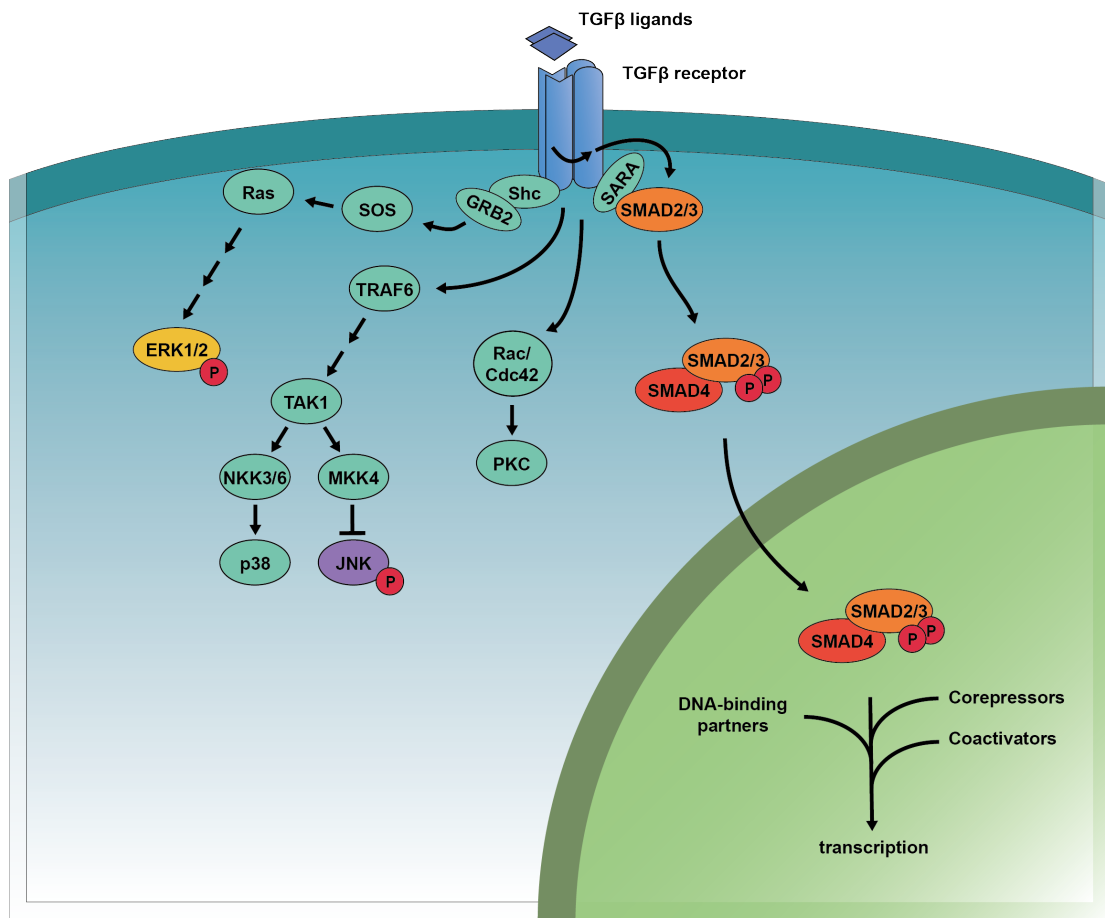 TGFβ ligands
TGFβ receptor
Ras
SOS
GRB2
Shc
SARA
SMAD2/3
TRAF6
ERK1/2
P
Rac/
Cdc42
SMAD2/3
SMAD4
P
P
TAK1
NKK3/6
MKK4
PKC
p38
JNK
P
SMAD2/3
SMAD4
P
P
DNA-binding
partners
Corepressors
Coactivators
transcription